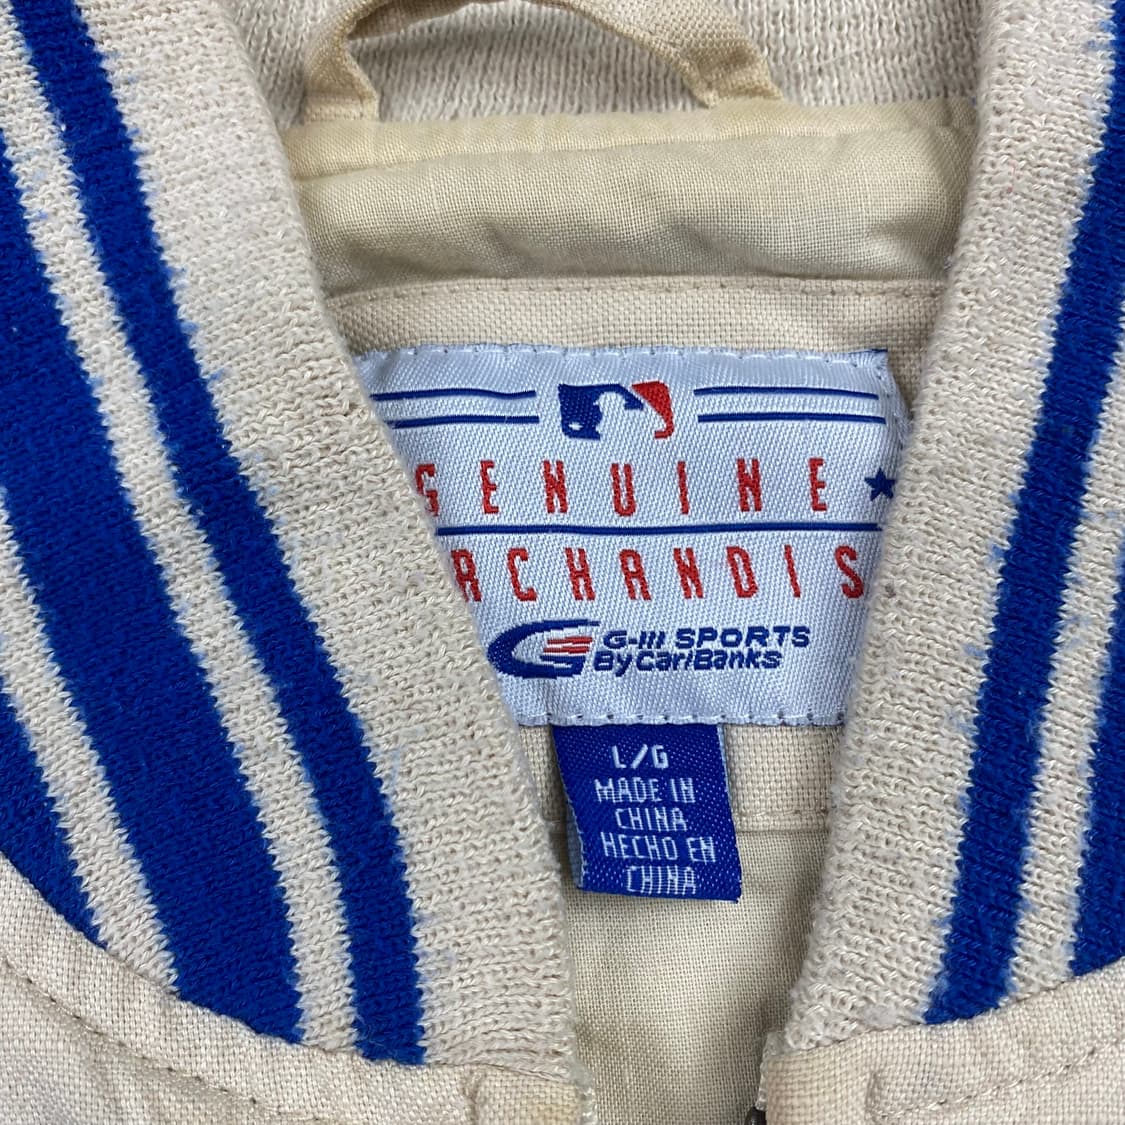 GENUINE
RCHANDIS
G-III SPORTS
By Carl Banks
L/G
MADE IN
CHINA
HECHO EN
CHINA